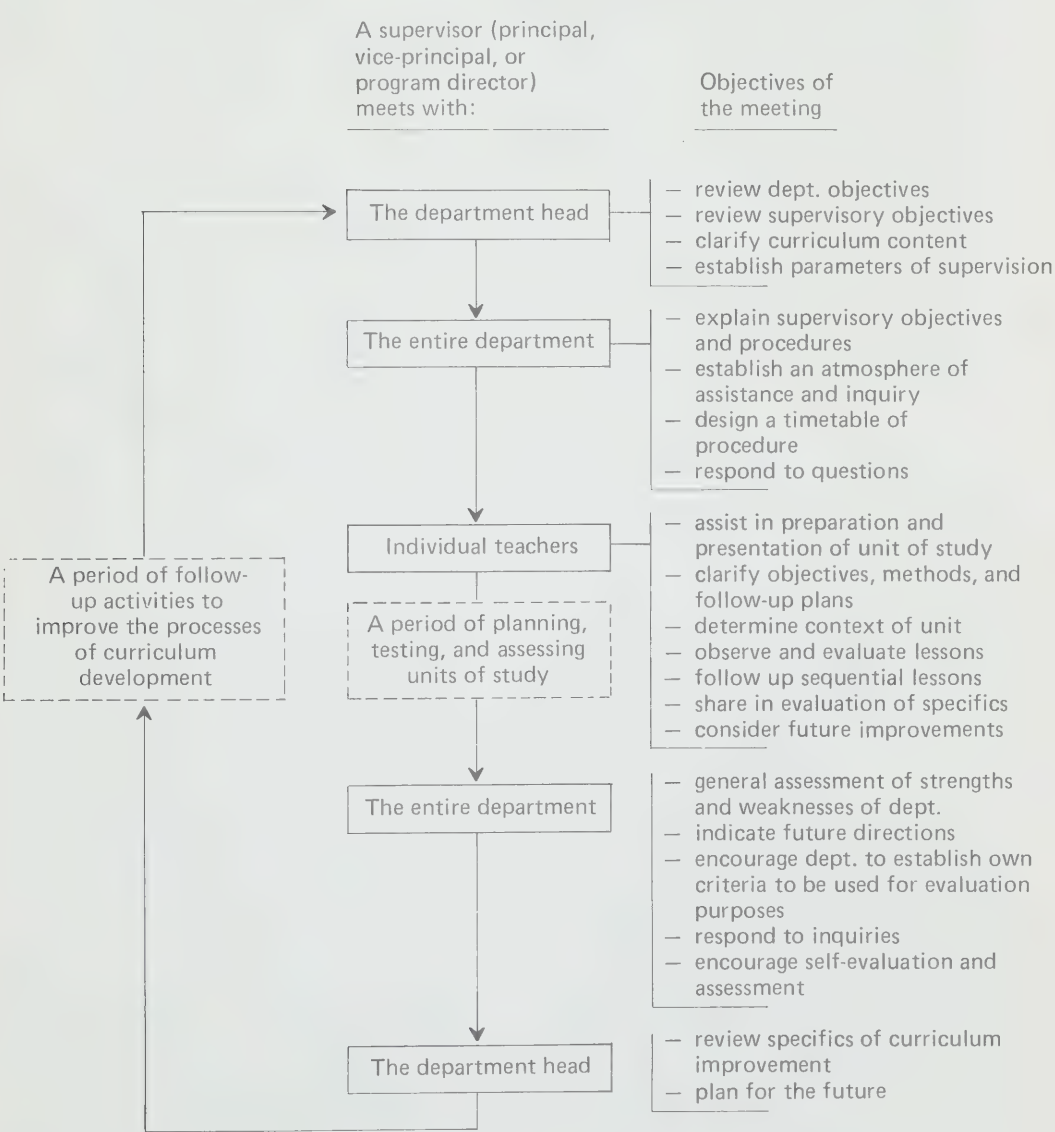 A supervisor (principal,
vice-principal, or
program director)
meets with:
Objectives of
the meeting
The department head
— review dept. objectives
— review supervisory objectives
— clarify curriculum content
— establish parameters of supervision
The entire department
— explain supervisory objectives
and procedures
— establish an atmosphere of
assistance and inquiry
— design a timetable of
procedure
— respond to questions
Individual teachers
— assist in preparation and
presentation of unit of study
— clarify objectives, methods, and
follow-up plans
— determine context of unit
— observe and evaluate lessons
— follow up sequential lessons
— share in evaluation of specifics
— consider future improvements
A period of planning,
testing, and assessing
units of study
A period of follow-
up activities to
improve the processes
of curriculum
development
The entire department
— general assessment of strengths
and weaknesses of dept.
— indicate future directions
— encourage dept. to establish own
criteria to be used for evaluation
purposes
— respond to inquiries
— encourage self-evaluation and
assessment
The department head
— review specifics of curriculum
improvement
— plan for the future